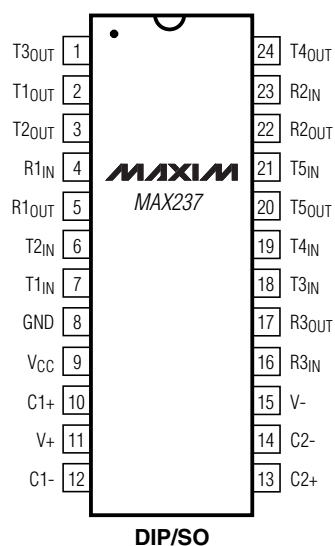 T3OUT 1 24 T4OUT
T1OUT 2 23 R2IN
T2OUT 3 22 R2OUT
R1IN 4 MAXIM 21 T5IN
R1OUT 5 MAX237 20 T5OUT
T2IN 6 19 T4IN
T1IN 7 18 T3IN
GND 8 17 R3OUT
VCC 9 16 R3IN
C1+ 10 15 V-
V+ 11 14 C2-
C1- 12 13 C2+
DIP/SO